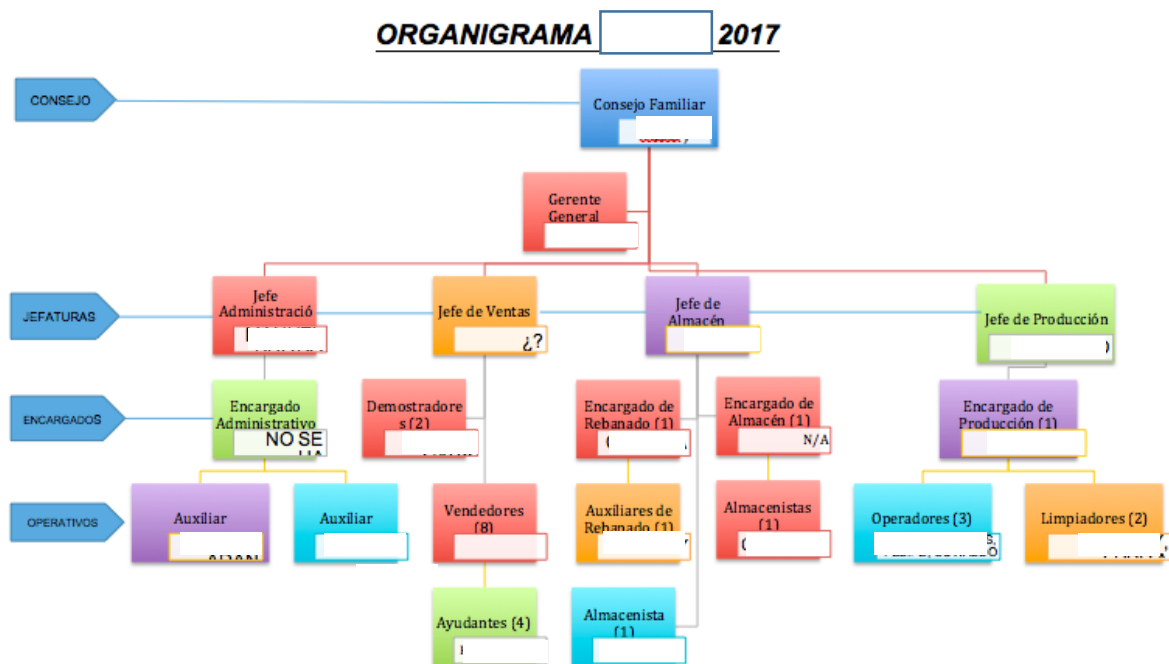 ORGANIGRAMA 2017
CONSEJO
Consejo Familiar
Gerente
General
JEFATURAS
Jefe
Administració
Jefe de Ventas
¿?
Jefe de
Almacén
Jefe de Producción
ENCARGADOS
Encargado
Administrativo
NO SE
Demostradore
s (2)
Encargado de
Rebanado (1)
Encargado de
Almacén (1)
N/A
Encargado de
Producción (1)
OPERATIVOS
Auxiliar
Auxiliar
Vendedores
(8)
Auxiliares de
Rebanado (1)
Almacenistas
(1)
Operadores (3)
Limpiadores (2)
Ayudantes (4)
Almacenista
(1)